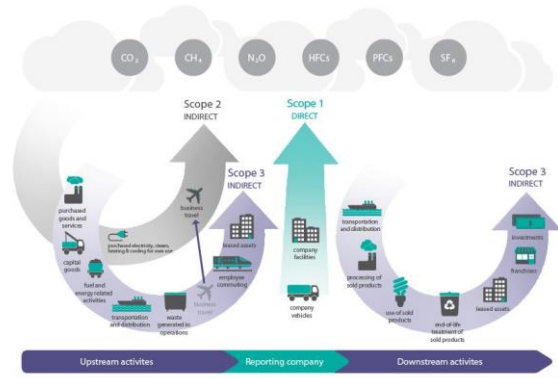 CO₂ CH₄ N₂O HFCs PFCs SF₆
Scope 2
INDIRECT
Scope 1
DIRECT
Scope 3
INDIRECT
Scope 3
INDIRECT
purchased
goods and
services
capital
goods
fuel and
energy related
activities
transportation
and distribution
waste
generated in
operations
business
travel
business
travel
purchased electricity, steam,
heating & cooling for own use
employee
commuting
leased assets
company
facilities
company
vehicles
transportation
and distribution
processing of
sold products
use of sold
products
end-of-life
treatment of
sold products
leased assets
franchises
investments
Upstream activites
Reporting company
Downstream activites